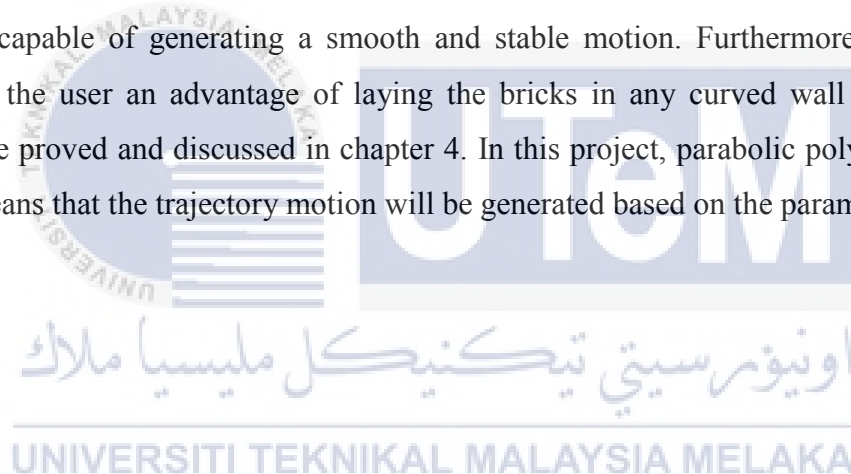 capable of generating a smooth and stable motion. Furthermore
the user an advantage of laying the bricks in any curved wall
e proved and discussed in chapter 4. In this project, parabolic poly
eans that the trajectory motion will be generated based on the param
UTeM
اونيۏرسيتي تيكنيكل مليسيا ملاك
UNIVERSITI TEKNIKAL MALAYSIA MELAKA